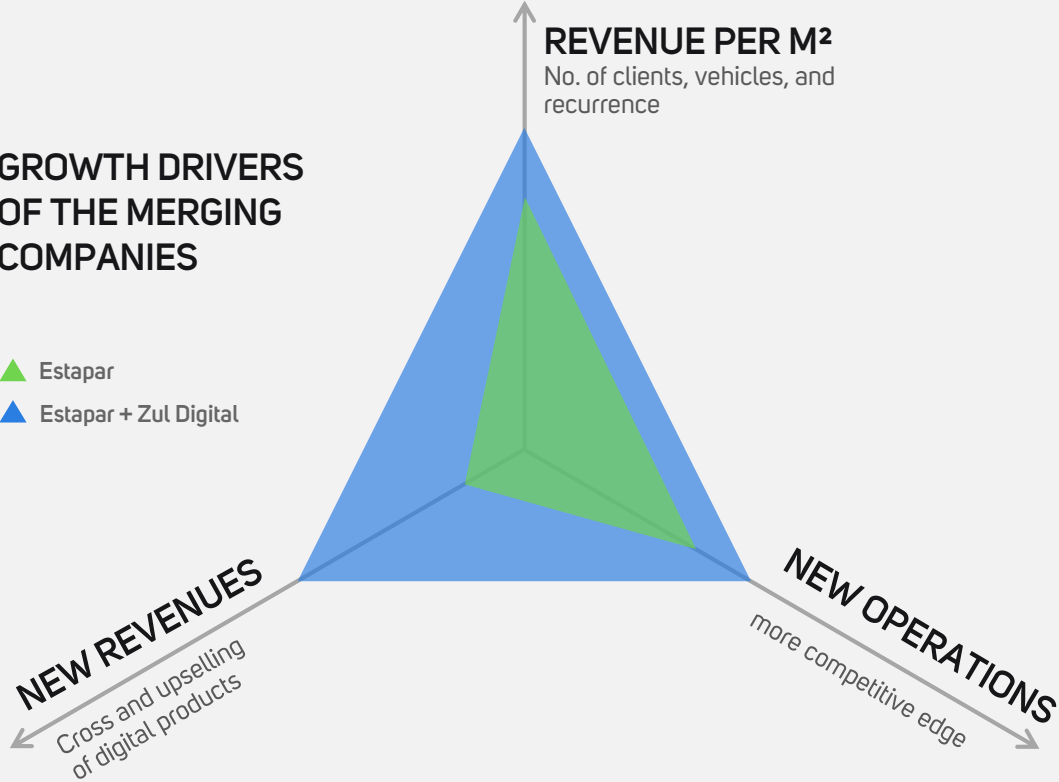 REVENUE PER M²
No. of clients, vehicles, and
recurrence
GROWTH DRIVERS
OF THE MERGING
COMPANIES
Estapar
Estapar + Zul Digital
NEW REVENUES
Cross and upselling
of digital products
NEW OPERATIONS
more competitive edge